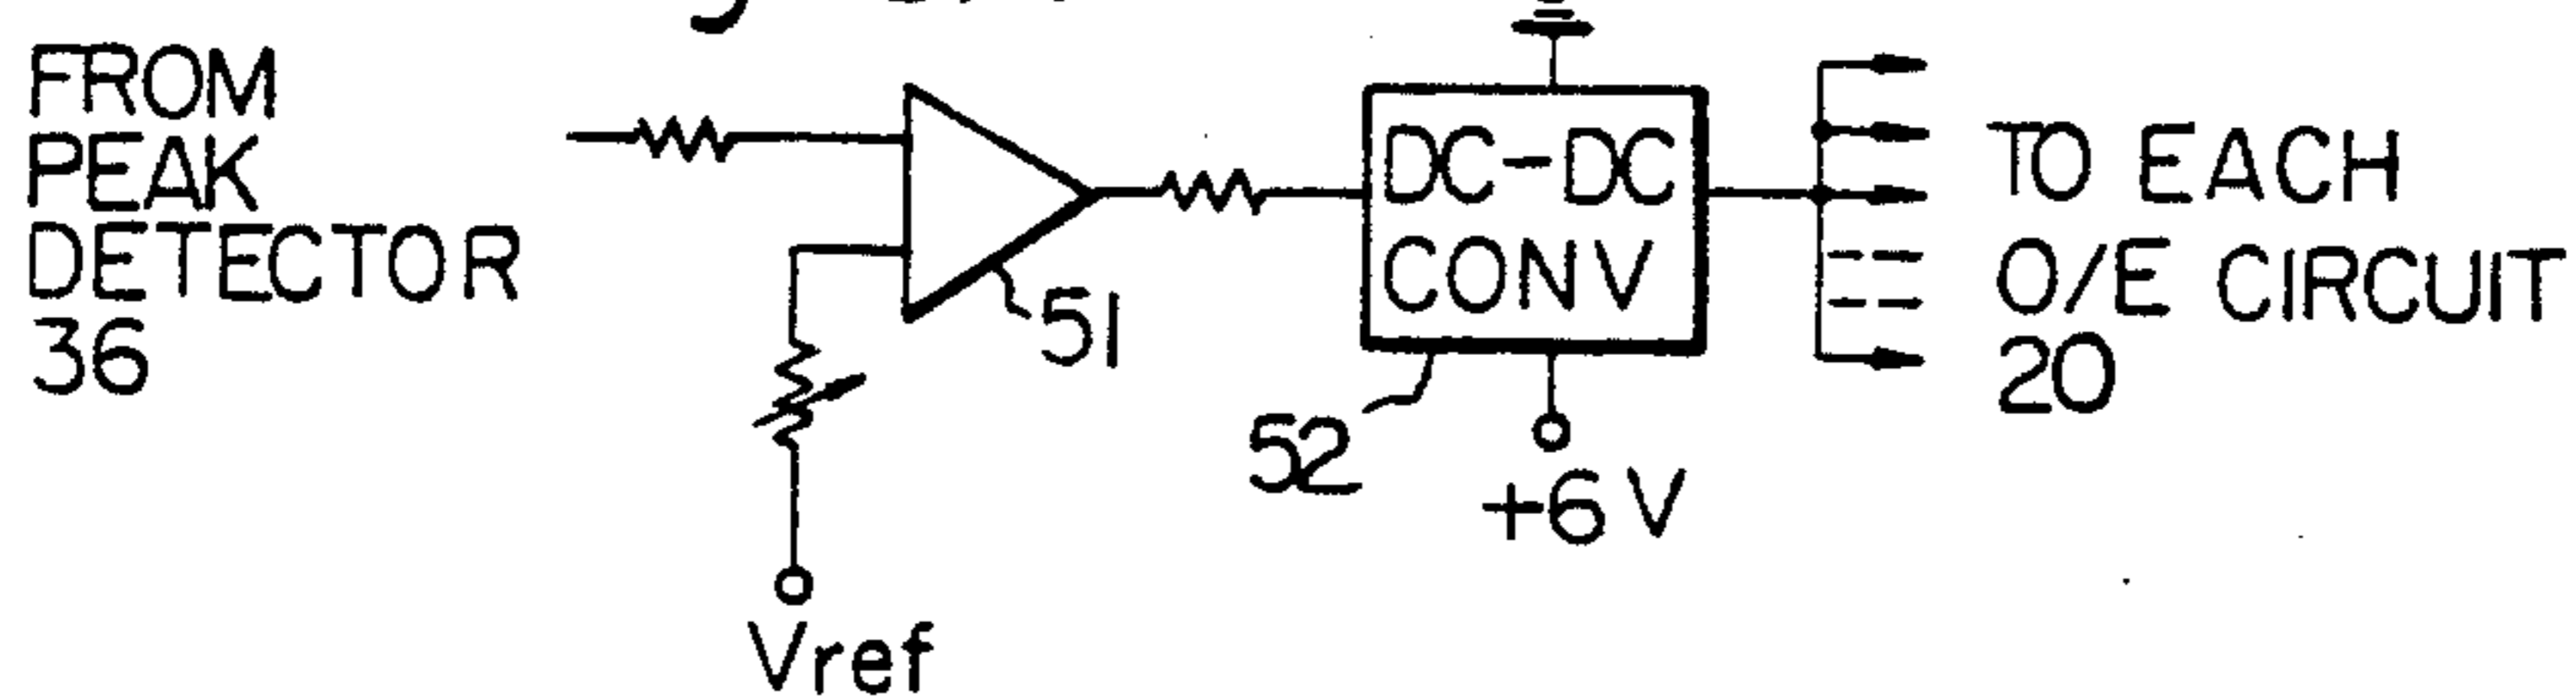 FROM
PEAK
DETECTOR
36
51
Vref
DC-DC
CONV
52
+6V
TO EACH
O/E CIRCUIT
20